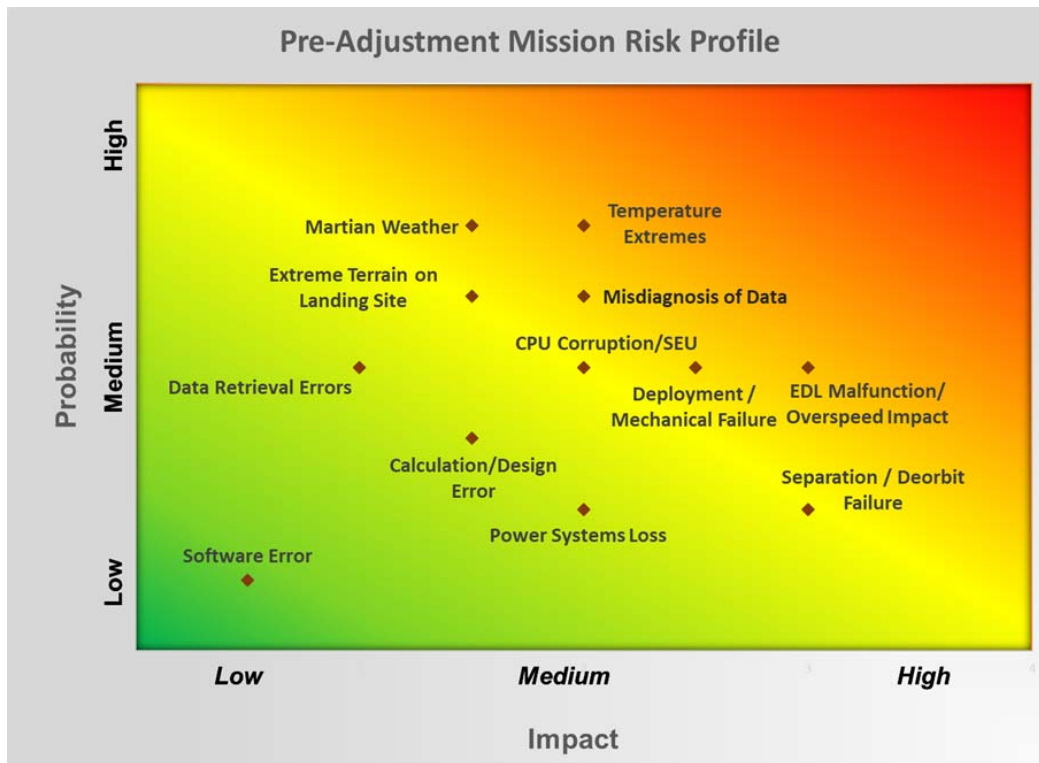 Pre-Adjustment Mission Risk Profile
High
Medium
Low
Probability
Martian Weather
Temperature
Extremes
Extreme Terrain on
Landing Site
Misdiagnosis of Data
CPU Corruption/SEU
Data Retrieval Errors
Deployment /
Mechanical Failure
EDL Malfunction/
Overspeed Impact
Calculation/Design
Error
Separation / Deorbit
Failure
Power Systems Loss
Software Error
Low
Medium
High
3
4
Impact